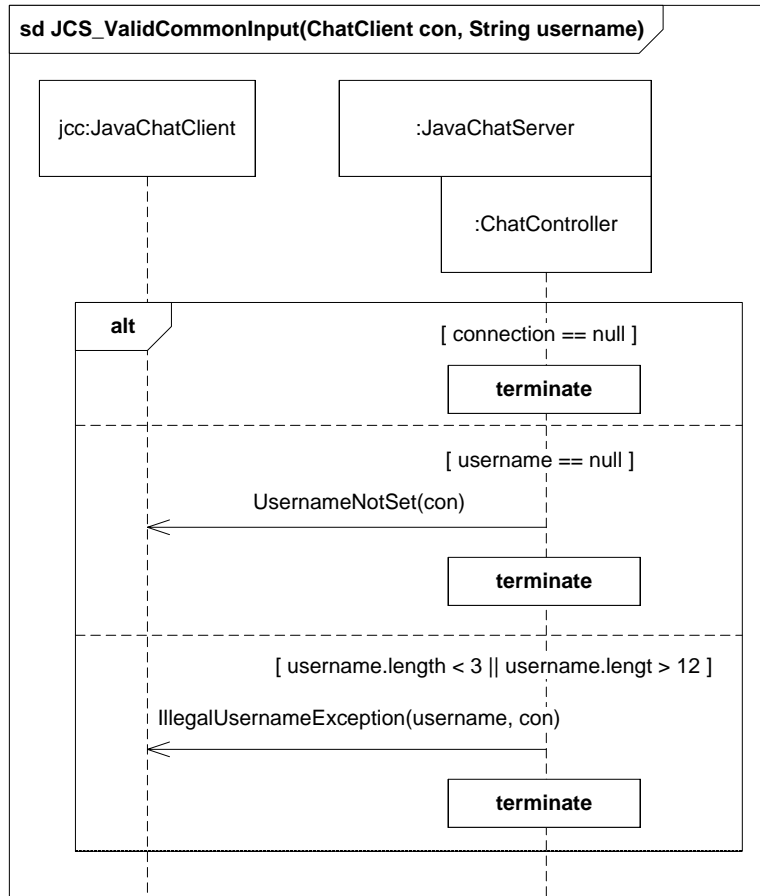 sd JCS_ValidCommonInput(ChatClient con, String username)
jcc:JavaChatClient
:JavaChatServer
:ChatController
alt
[ connection == null ]
terminate
[ username == null ]
UsernameNotSet(con)
terminate
[ username.length < 3 || username.lengt > 12 ]
IllegalUsernameException(username, con)
terminate